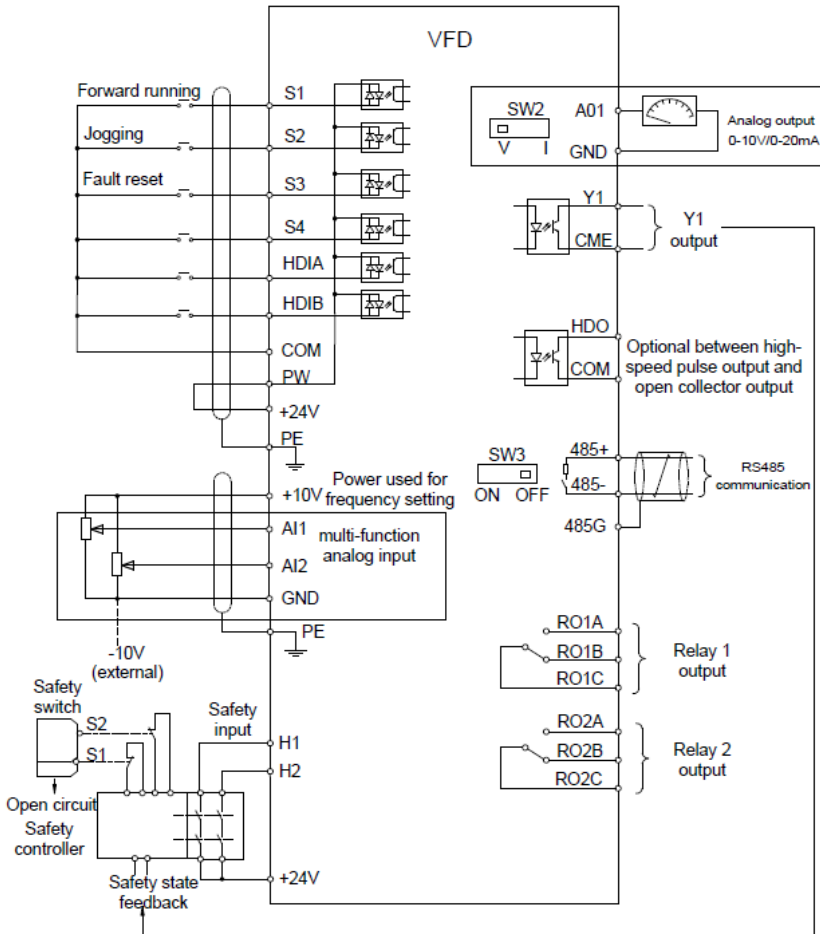 VFD
Forward running
S1
Jogging
S2
Fault reset
S3
S4
HDIA
HDIB
COM
PW
+24V
PE
Power used for
frequency setting
+10V
AI1
multi-function
analog input
AI2
GND
PE
-10V
(external)
Safety
switch
S2
S1
Open circuit
Safety
controller
Safety
input
H1
H2
+24V
Safety state
feedback
SW2
V I
A01
GND
Analog output
0-10V/0-20mA
Y1
CME
Y1
output
HDO
COM
Optional between high-
speed pulse output and
open collector output
SW3
ON OFF
485+
485-
485G
RS485
communication
RO1A
RO1B
RO1C
Relay 1
output
RO2A
RO2B
RO2C
Relay 2
output